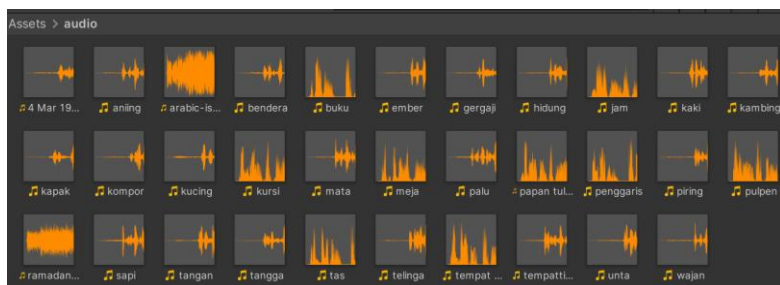 Assets > audio
4 Mar 19... aniing arabic-is... bendera buku ember gergaji hidung jam kaki kambing
kapak kompor kucing kursi mata meja palu papan tul... penggaris piring pulpen
ramadan... sapi tangan tangga tas telinga tempat ... tempatti... unta wajan